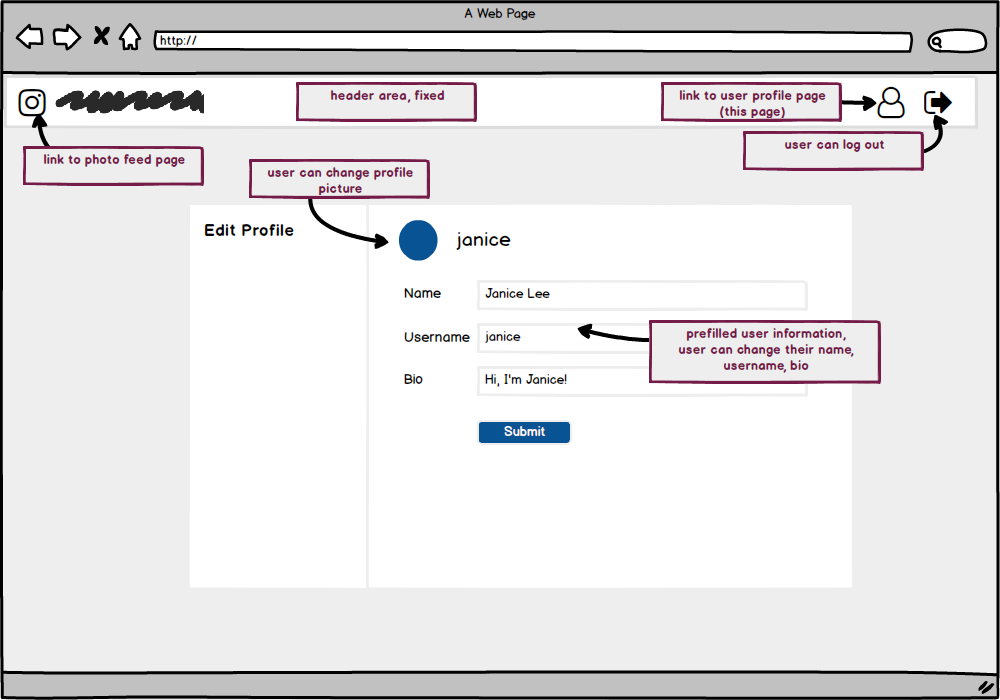 A Web Page
http://
header area, fixed
link to user profile page
(this page)
link to photo feed page
user can log out
user can change profile
picture
Edit Profile
janice
Name
Janice Lee
Username
janice
prefilled user information,
user can change their name,
username, bio
Bio
Hi, I'm Janice!
Submit